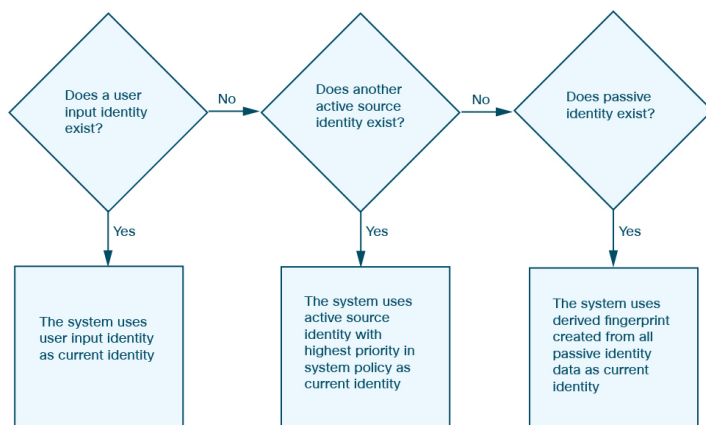 Does a user
input identity
exist?
No
Does another
active source
identity exist?
No
Does passive
identity exist?
Yes
Yes
Yes
The system uses
user input identity
as current identity
The system uses
active source
identity with
highest priority in
system policy as
current identity
The system uses
derived fingerprint
created from all
passive identity
data as current
identity